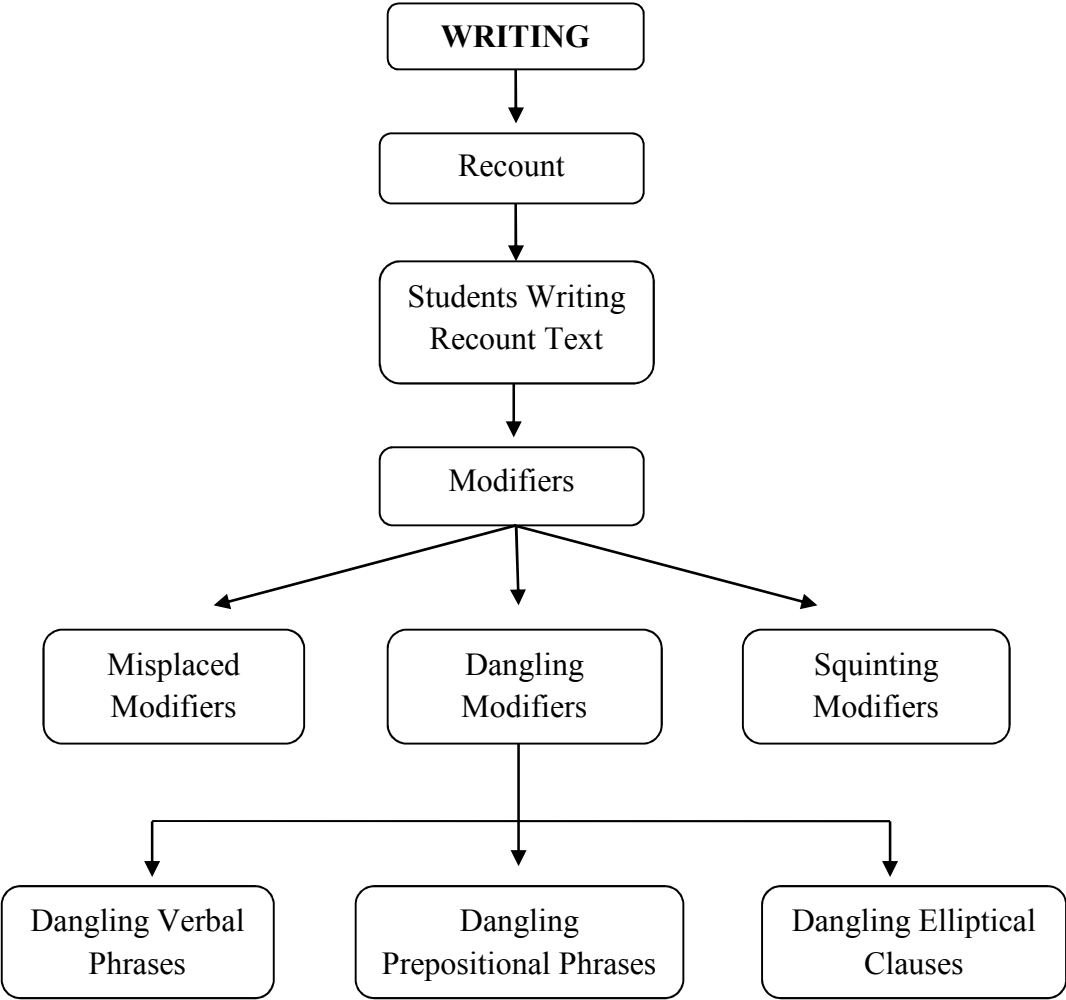 WRITING
Recount
Students Writing
Recount Text
Modifiers
Misplaced
Modifiers
Dangling
Modifiers
Squinting
Modifiers
Dangling Verbal
Phrases
Dangling
Prepositional Phrases
Dangling Elliptical
Clauses